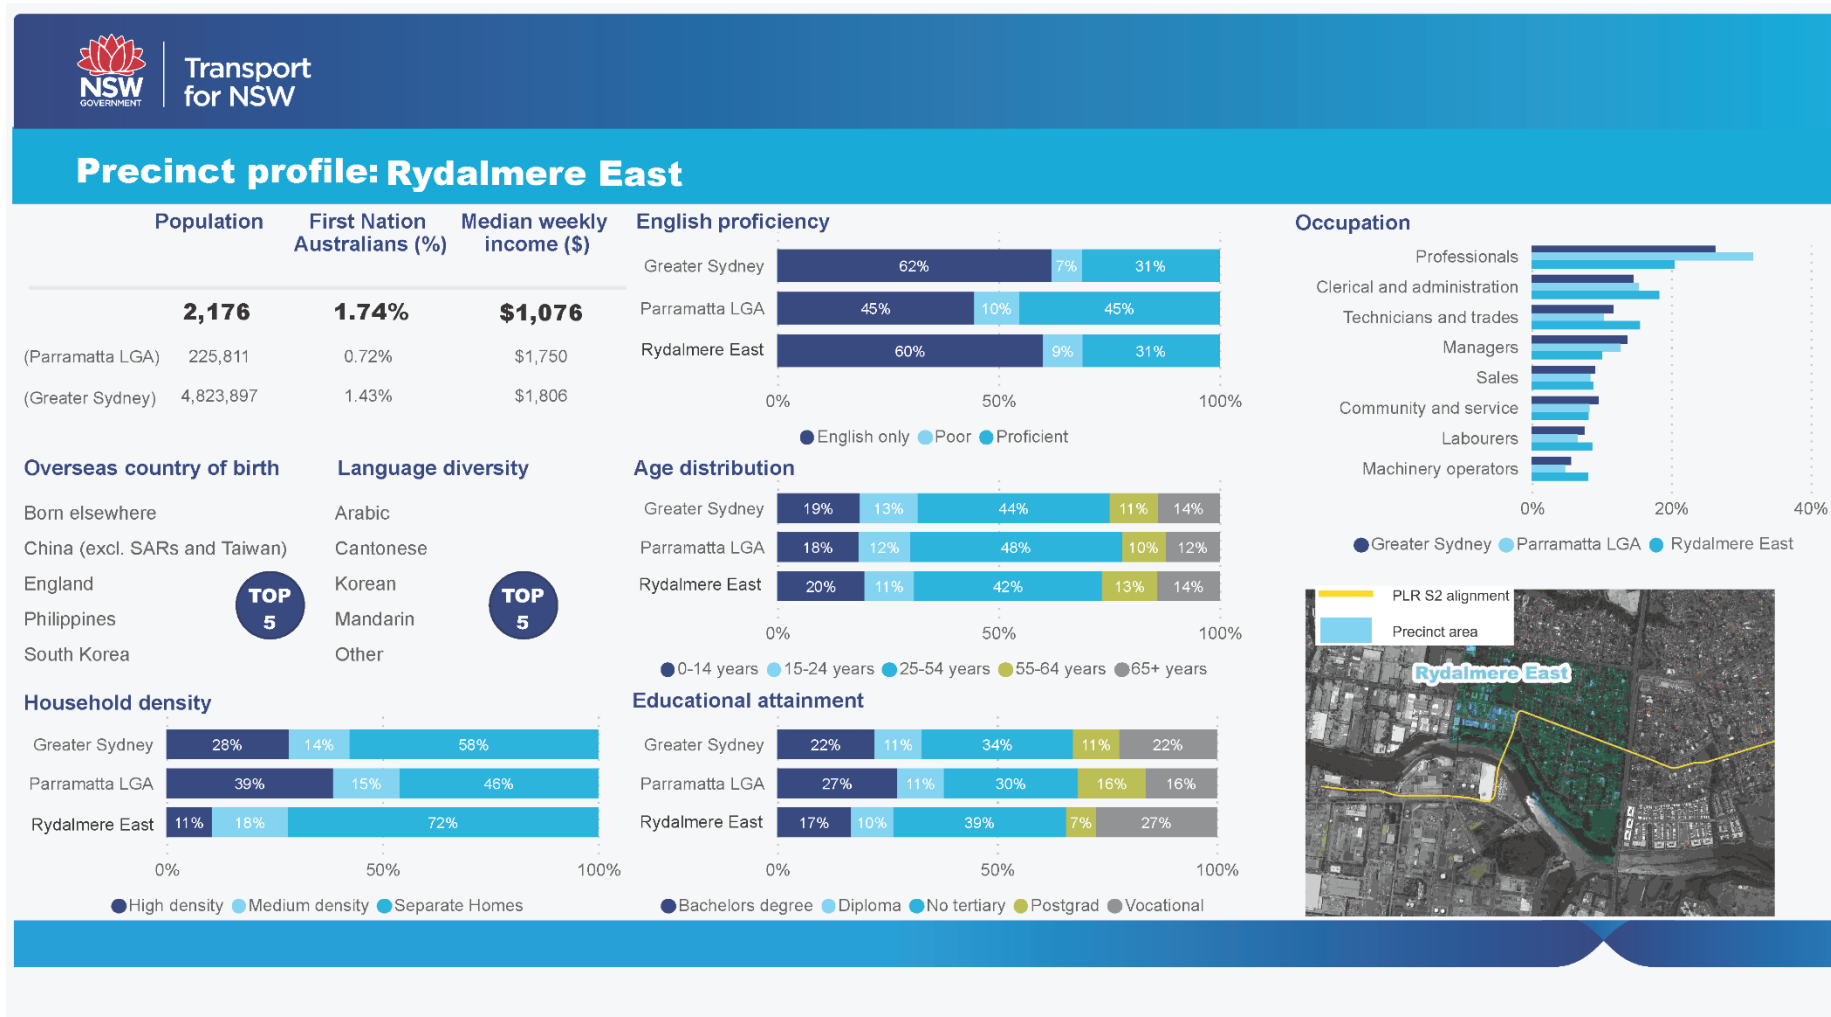 NSW
GOVERNMENT
Transport
for NSW
Precinct profile: Rydalmere East
Population
First Nation
Australians (%)
Median weekly
income ($)
2,176 1.74% $1,076
(Parramatta LGA) 225,811 0.72% $1,750
(Greater Sydney) 4,823,897 1.43% $1,806
Overseas country of birth
Born elsewhere
China (excl. SARs and Taiwan)
England
Philippines
South Korea
TOP
5
Language diversity
Arabic
Cantonese
Korean
Mandarin
Other
TOP
5
Household density
Greater Sydney 28% 14% 58%
Parramatta LGA 39% 15% 46%
Rydalmere East 11% 18% 72%
0% 50% 100%
High density Medium density Separate Homes
English proficiency
Greater Sydney 62% 7% 31%
Parramatta LGA 45% 10% 45%
Rydalmere East 60% 9% 31%
0% 50% 100%
English only Poor Proficient
Age distribution
Greater Sydney 19% 13% 44% 11% 14%
Parramatta LGA 18% 12% 48% 10% 12%
Rydalmere East 20% 11% 42% 13% 14%
0% 50% 100%
0-14 years 15-24 years 25-54 years 55-64 years 65+ years
Educational attainment
Greater Sydney 22% 11% 34% 11% 22%
Parramatta LGA 27% 11% 30% 16% 16%
Rydalmere East 17% 10% 39% 7% 27%
0% 50% 100%
Bachelors degree Diploma No tertiary Postgrad Vocational
Occupation
Professionals
Clerical and administration
Technicians and trades
Managers
Sales
Community and service
Labourers
Machinery operators
0% 20% 40%
Greater Sydney Parramatta LGA Rydalmere East
PLR S2 alignment
Precinct area
Rydalmere East